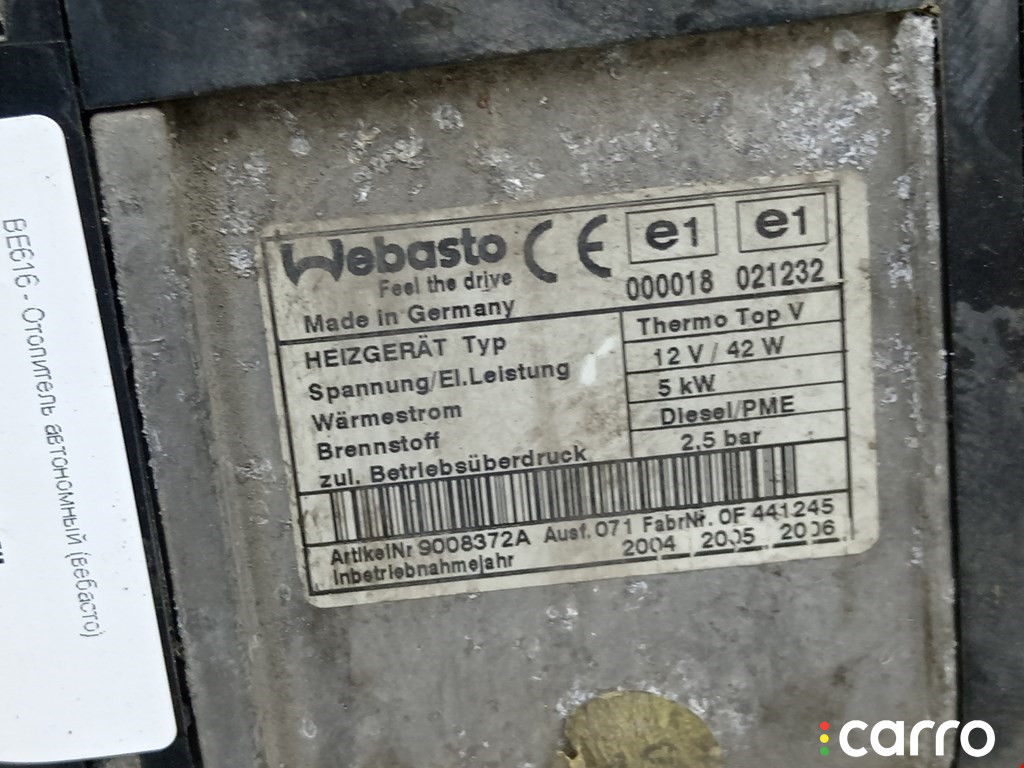 BE616 - Отопитель автономный (вебасто)
Webasto
Feel the drive
CE e1 e1
000018 021232
Made in Germany
HEIZGERÄT Typ Thermo Top V
Spannung/El.Leistung 12 V / 42 W
Wärmestrom 5 kW
Brennstoff Diesel/PME
zul. Betriebsüberdruck 2,5 bar
ArtikelNr 9008372A Ausf. 071 FabrNr. 0F 441245
Inbetriebnahmejahr 2004 2005 2006
carro